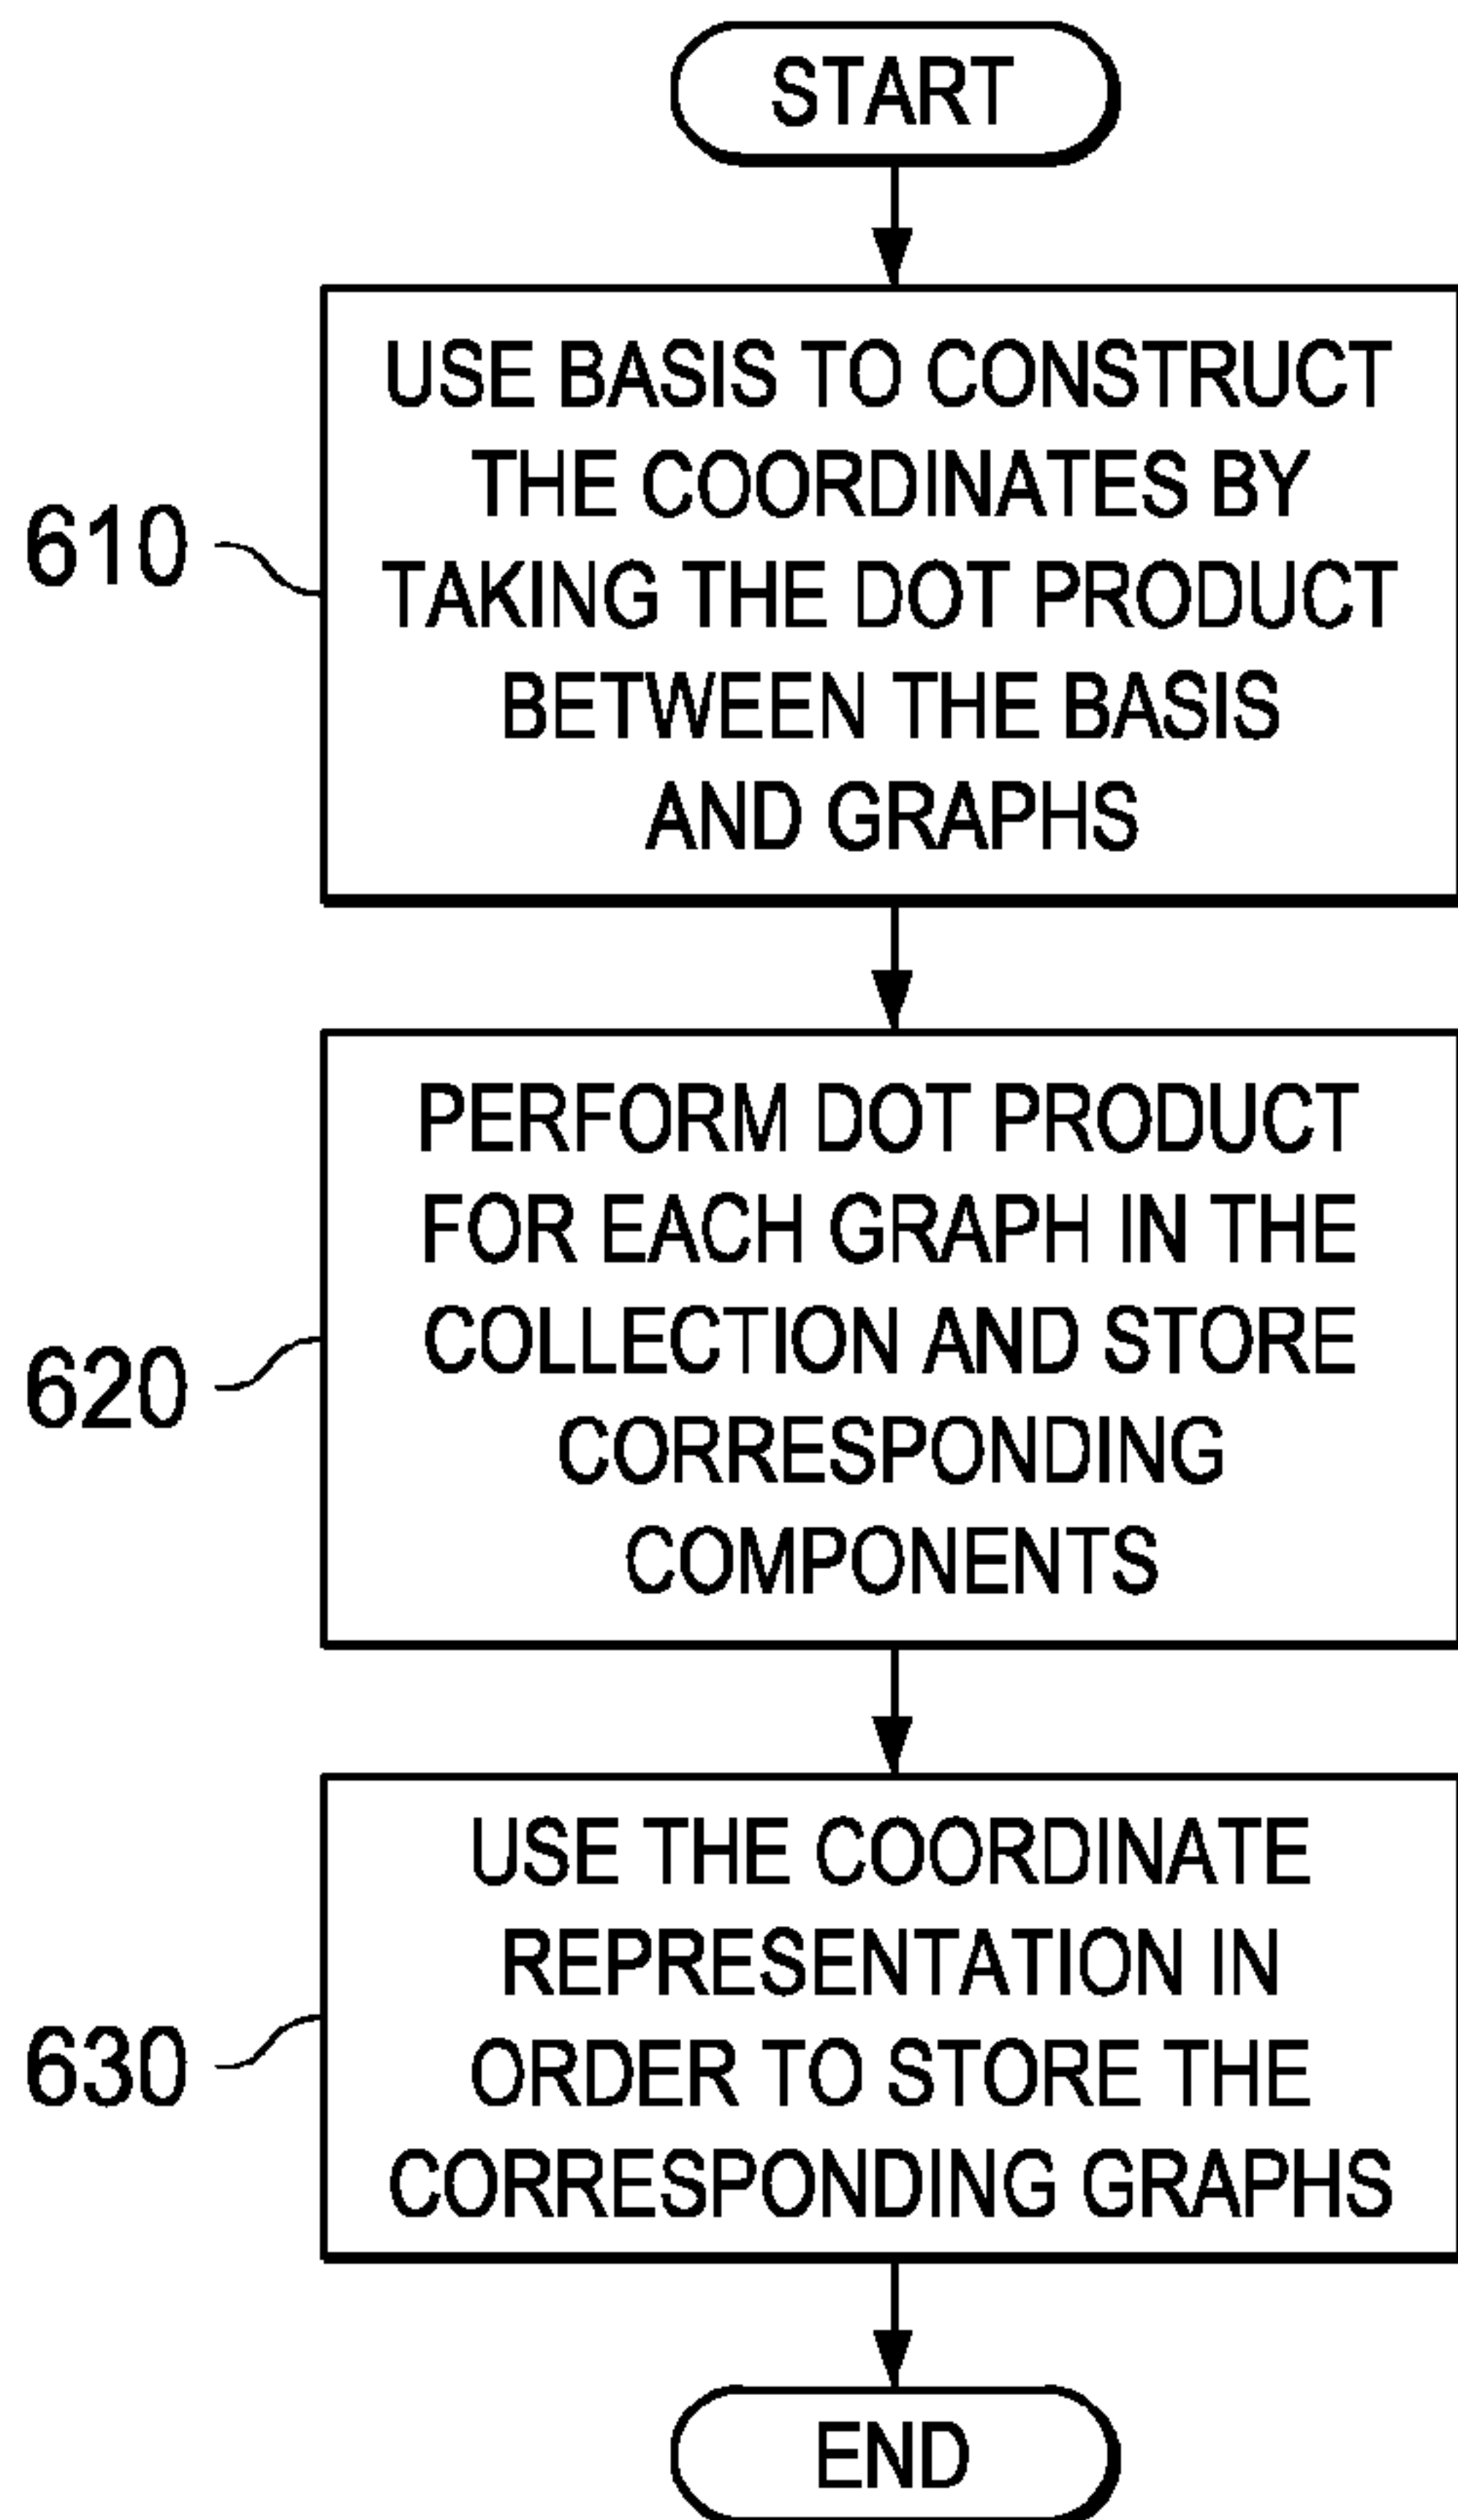 START
USE BASIS TO CONSTRUCT
THE COORDINATES BY
TAKING THE DOT PRODUCT
BETWEEN THE BASIS
AND GRAPHS
610
PERFORM DOT PRODUCT
FOR EACH GRAPH IN THE
COLLECTION AND STORE
CORRESPONDING
COMPONENTS
620
USE THE COORDINATE
REPRESENTATION IN
ORDER TO STORE THE
CORRESPONDING GRAPHS
630
END